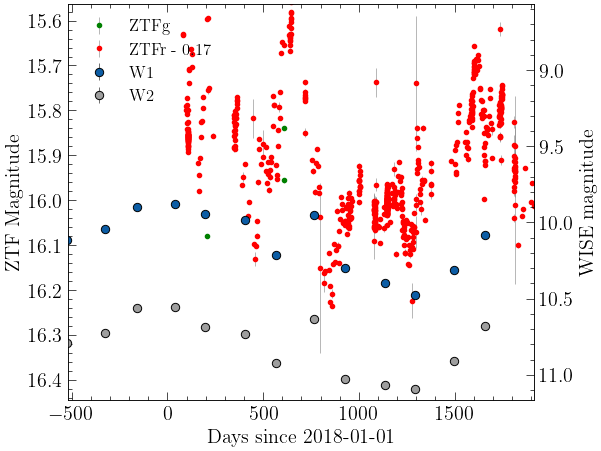 ZTFg
ZTFr - 0.17
W1
W2
15.6
15.7
15.8
15.9
16.0
16.1
16.2
16.3
16.4
ZTF Magnitude
9.0
9.5
10.0
10.5
11.0
WISE magnitude
−500
0
500
1000
1500
Days since 2018-01-01